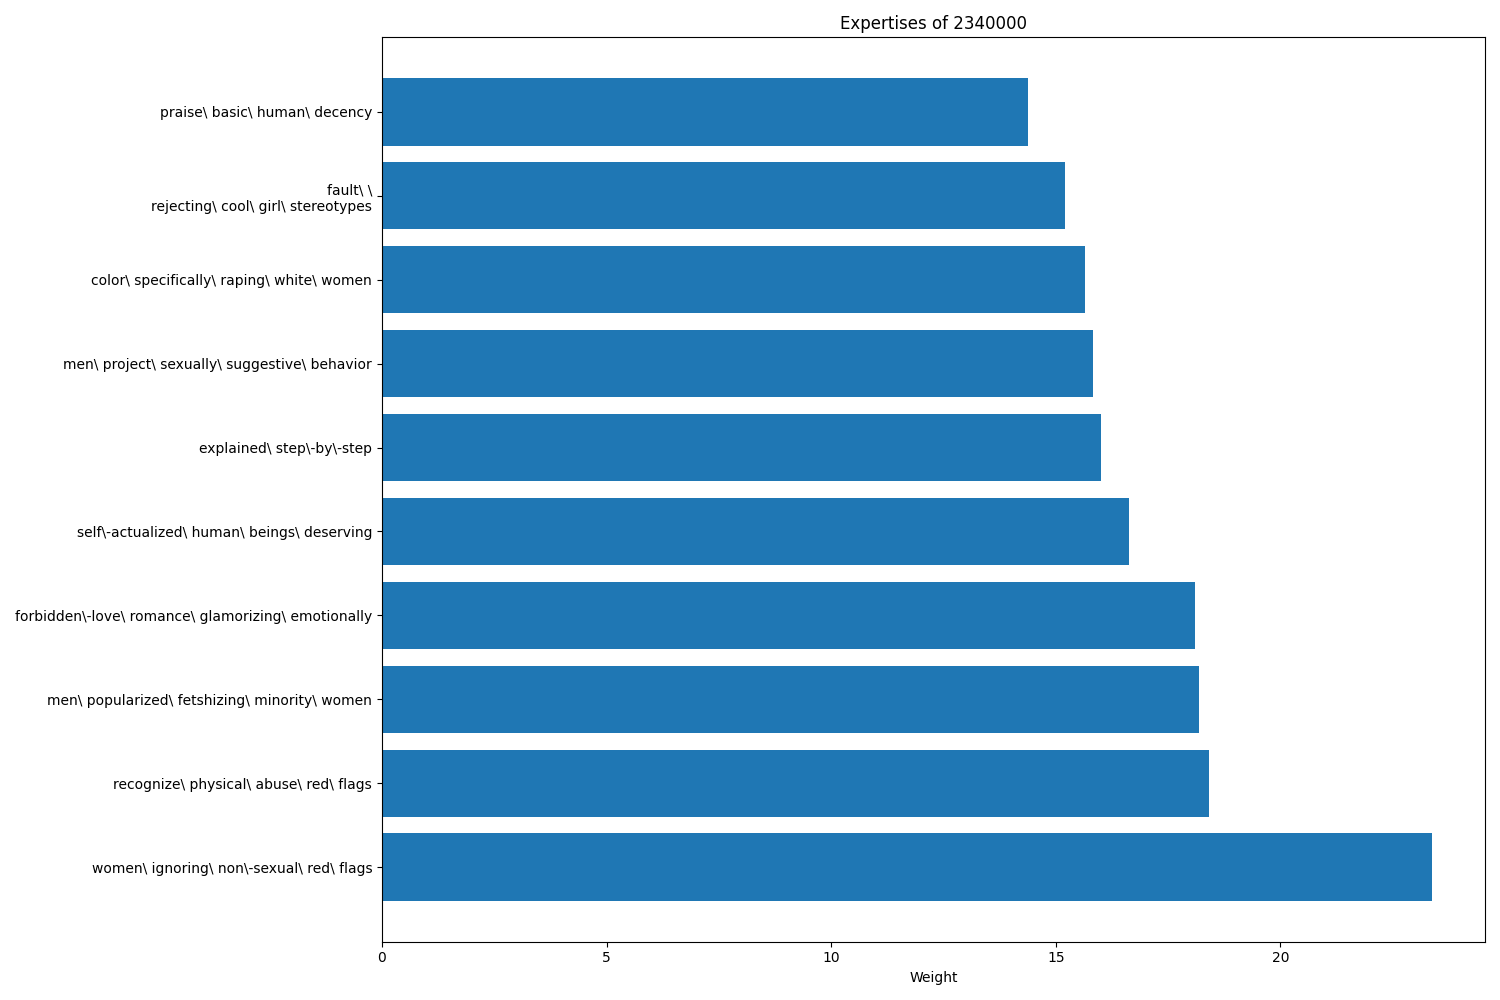 Expertises of 2340000
praise\ basic\ human\ decency
fault\ \
rejecting\ cool\ girl\ stereotypes
color\ specifically\ raping\ white\ women
men\ project\ sexually\ suggestive\ behavior
explained\ step\-by\-step
self\-actualized\ human\ beings\ deserving
forbidden\-love\ romance\ glamorizing\ emotionally
men\ popularized\ fetshizing\ minority\ women
recognize\ physical\ abuse\ red\ flags
women\ ignoring\ non\-sexual\ red\ flags
0 5 10 15 20
Weight